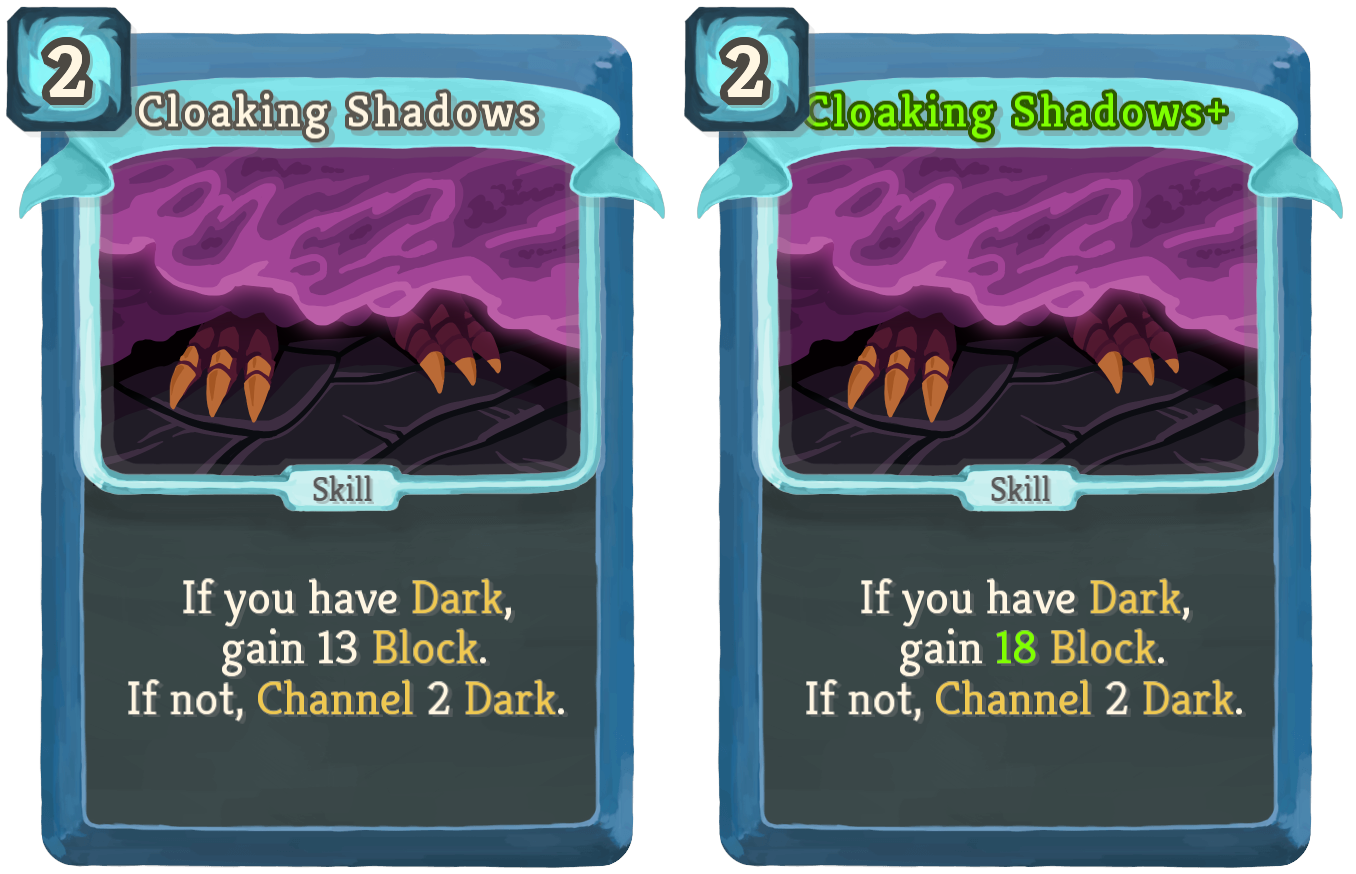 2
Cloaking Shadows
Skill
If you have Dark,
gain 13 Block.
If not, Channel 2 Dark.
2
Cloaking Shadows+
Skill
If you have Dark,
gain 18 Block.
If not, Channel 2 Dark.